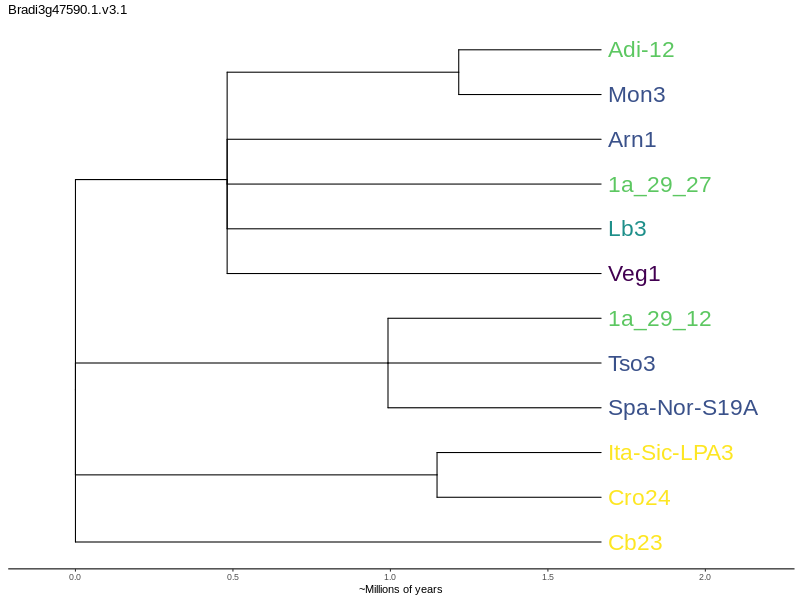 Bradi3g47590.1.v3.1
Adi-12
Mon3
Arn1
1a_29_27
Lb3
Veg1
1a_29_12
Tso3
Spa-Nor-S19A
Ita-Sic-LPA3
Cro24
Cb23
0.0 0.5 1.0 1.5 2.0
~Millions of years